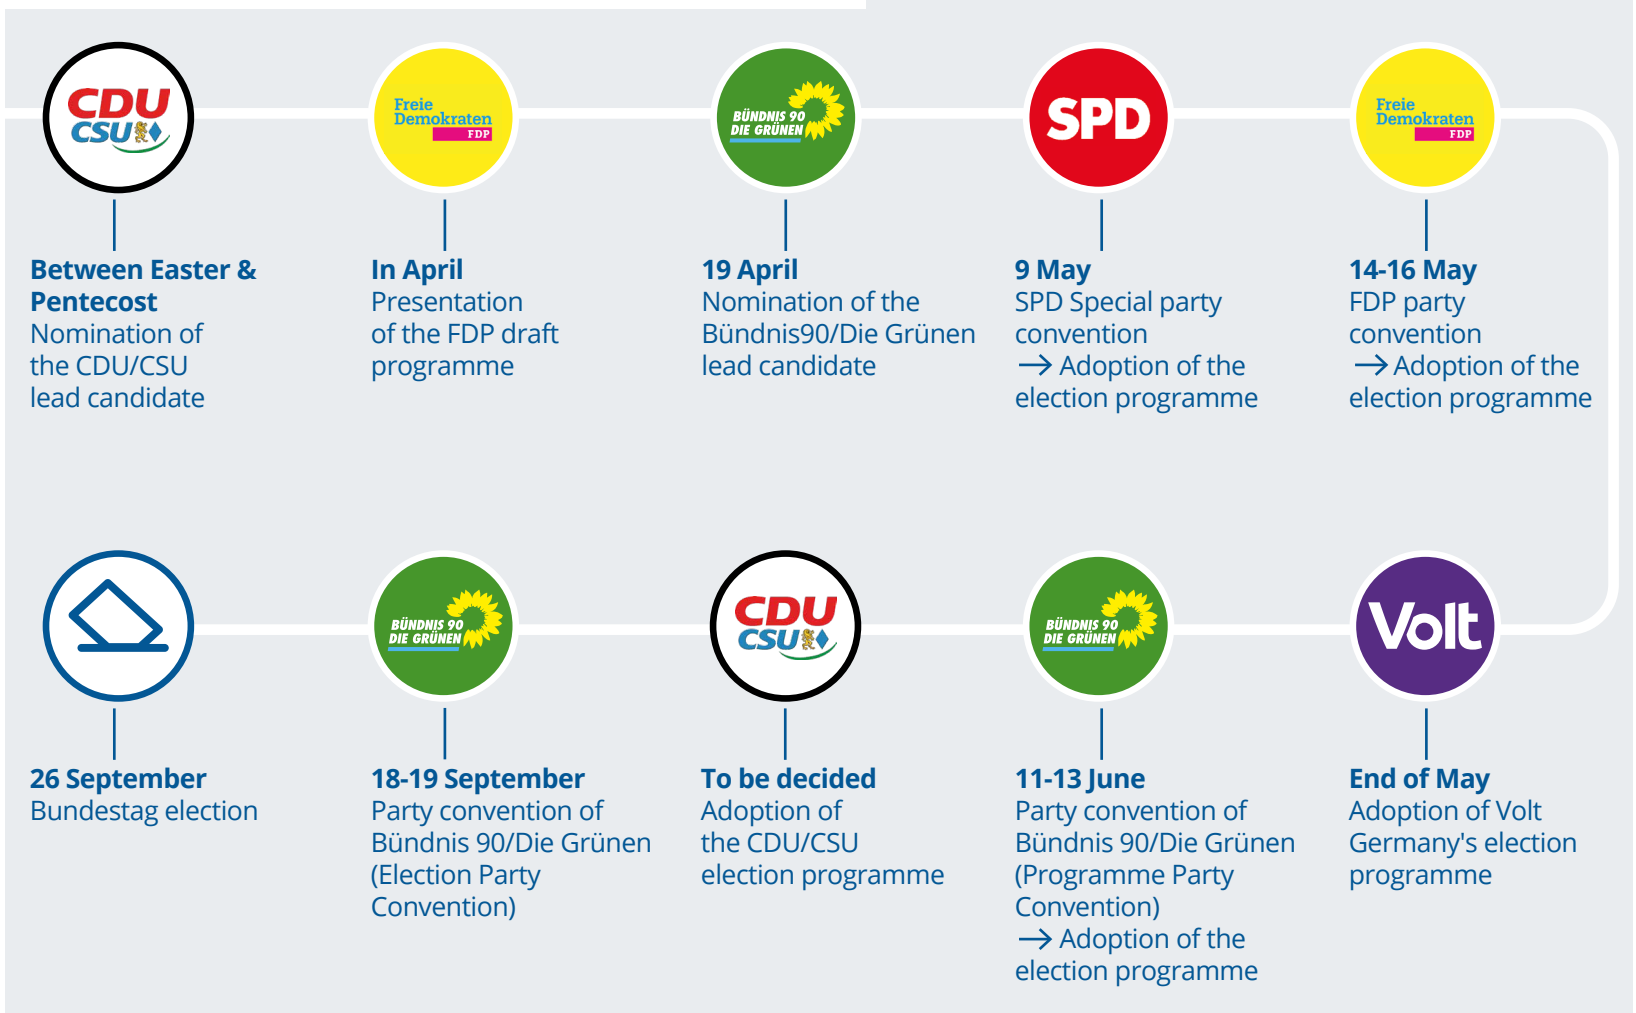 CDU
CSU
Freie
Demokraten
FDP
BÜNDNIS 90
DIE GRÜNEN
SPD
Freie
Demokraten
FDP
Between Easter &
Pentecost
Nomination of
the CDU/CSU
lead candidate
In April
Presentation
of the FDP draft
programme
19 April
Nomination of the
Bündnis90/Die Grünen
lead candidate
9 May
SPD Special party
convention
→ Adoption of the
election programme
14-16 May
FDP party
convention
→ Adoption of the
election programme
BÜNDNIS 90
DIE GRÜNEN
CDU
CSU
BÜNDNIS 90
DIE GRÜNEN
Volt
26 September
Bundestag election
18-19 September
Party convention of
Bündnis 90/Die Grünen
(Election Party
Convention)
To be decided
Adoption of
the CDU/CSU
election programme
11-13 June
Party convention of
Bündnis 90/Die Grünen
(Programme Party
Convention)
→ Adoption of the
election programme
End of May
Adoption of Volt
Germany's election
programme